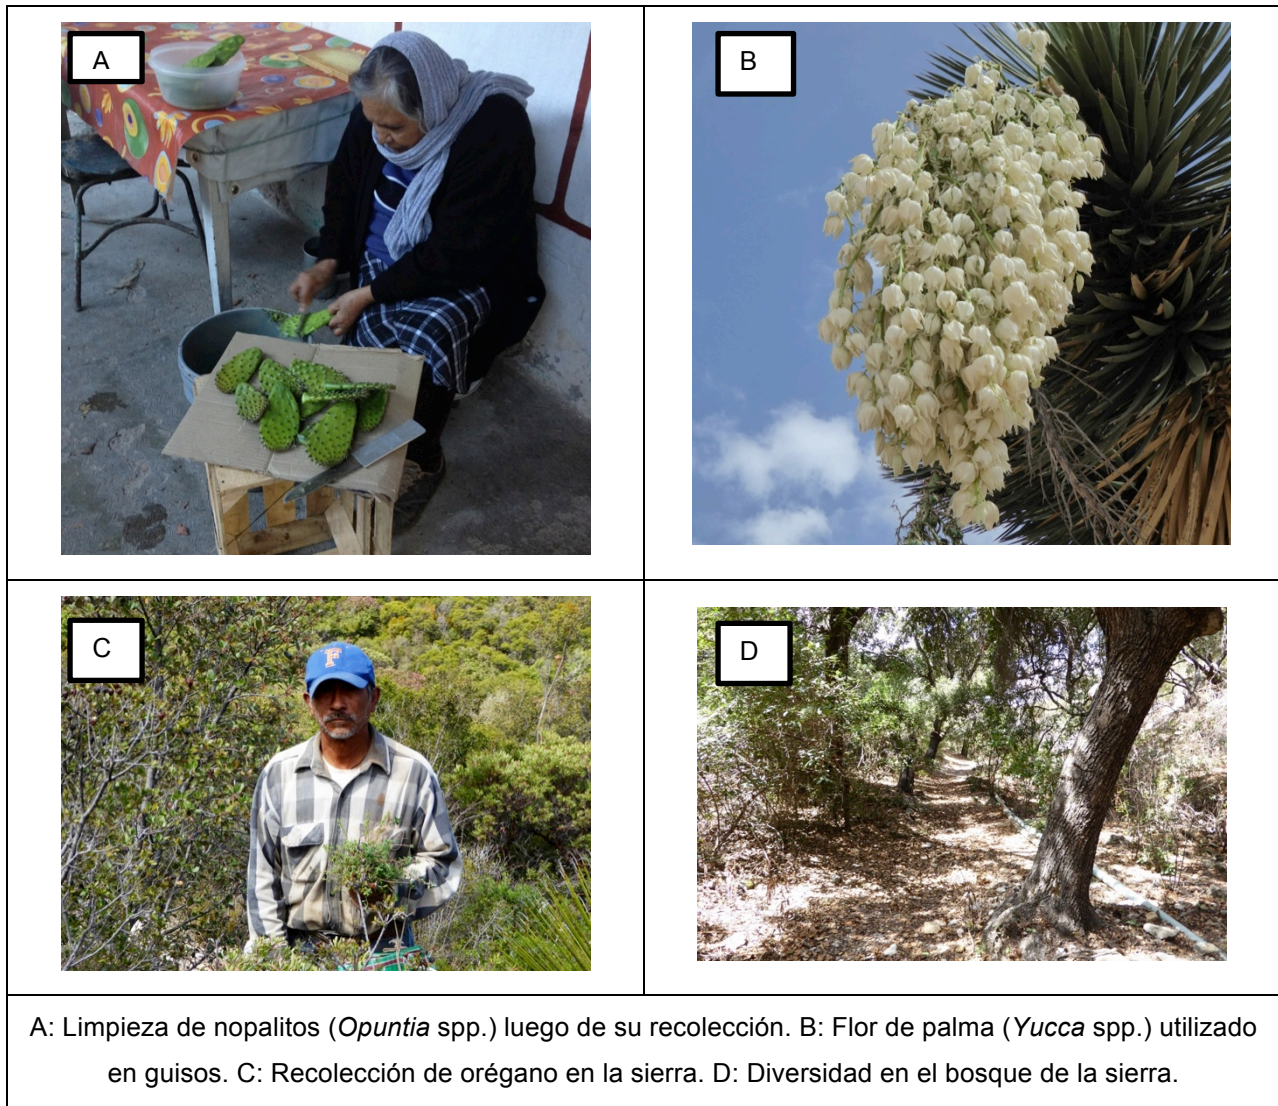 A
B
C
F
D
A: Limpieza de nopalitos (Opuntia spp.) luego de su recolección. B: Flor de palma (Yucca spp.) utilizado
en guisos. C: Recolección de orégano en la sierra. D: Diversidad en el bosque de la sierra.